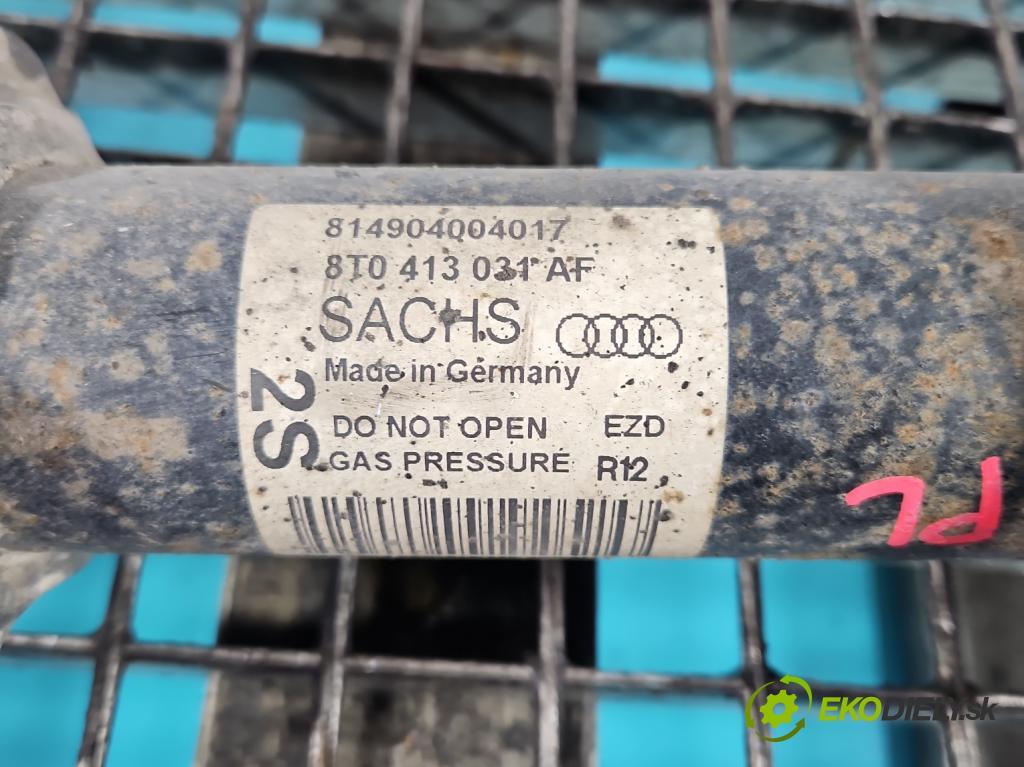 814904004017
8T0 413 031 AF
SACHS
Made in Germany
2S
DO NOT OPEN EZD
GAS PRESSURE R12
PL
EKODIELY.sk